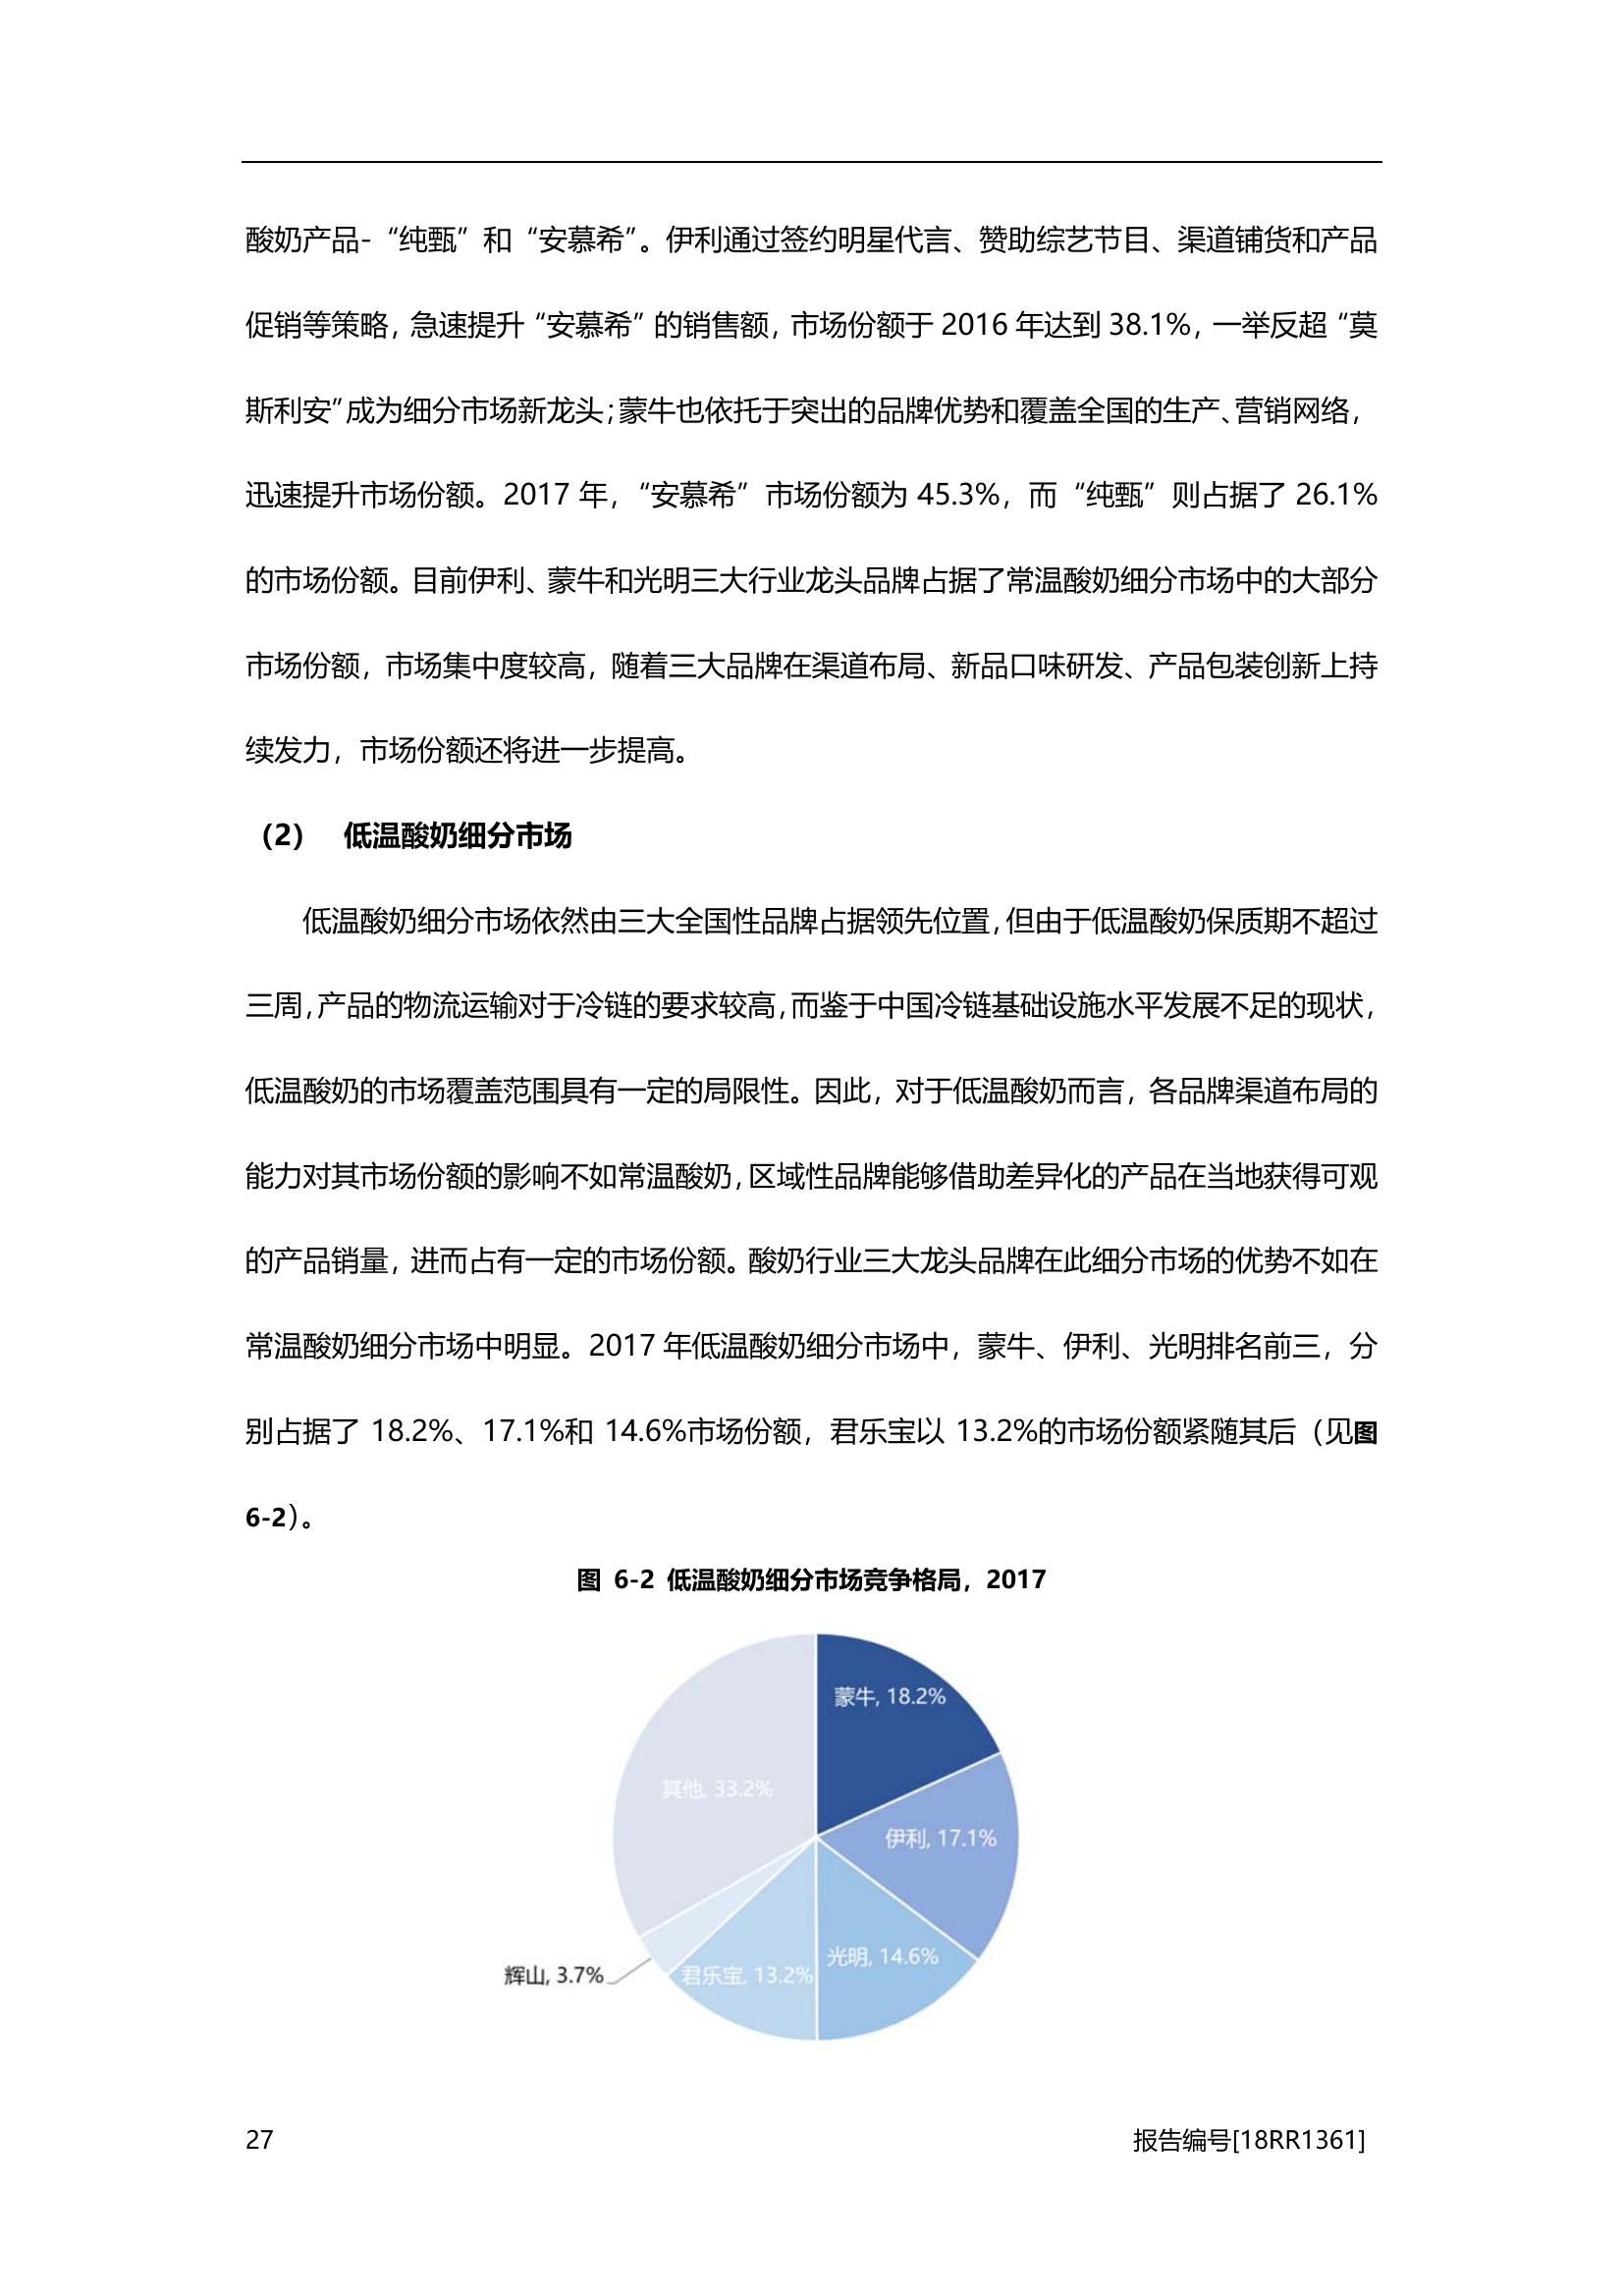 酸奶产品-“纯甄”和“安慕希”。伊利通过签约明星代言、赞助综艺节目、渠道铺货和产品
促销等策略，急速提升“安慕希”的销售额，市场份额于 2016 年达到 38.1%，一举反超“莫
斯利安”成为细分市场新龙头；蒙牛也依托于突出的品牌优势和覆盖全国的生产、营销网络，
迅速提升市场份额。2017 年，“安慕希”市场份额为 45.3%，而“纯甄”则占据了 26.1%
的市场份额。目前伊利、蒙牛和光明三大行业龙头品牌占据了常温酸奶细分市场中的大部分
市场份额，市场集中度较高，随着三大品牌在渠道布局、新品口味研发、产品包装创新上持
续发力，市场份额还将进一步提高。
（2） 低温酸奶细分市场
低温酸奶细分市场依然由三大全国性品牌占据领先位置，但由于低温酸奶保质期不超过
三周，产品的物流运输对于冷链的要求较高，而鉴于中国冷链基础设施水平发展不足的现状，
低温酸奶的市场覆盖范围具有一定的局限性。因此，对于低温酸奶而言，各品牌渠道布局的
能力对其市场份额的影响不如常温酸奶，区域性品牌能够借助差异化的产品在当地获得可观
的产品销量，进而占有一定的市场份额。酸奶行业三大龙头品牌在此细分市场的优势不如在
常温酸奶细分市场中明显。2017 年低温酸奶细分市场中，蒙牛、伊利、光明排名前三，分
别占据了 18.2%、17.1%和 14.6%市场份额，君乐宝以 13.2%的市场份额紧随其后（见图
6-2）。
图 6-2 低温酸奶细分市场竞争格局，2017
蒙牛, 18.2%
其他, 33.2%
伊利, 17.1%
光明, 14.6%
君乐宝, 13.2%
辉山, 3.7%
27 报告编号[18RR1361]